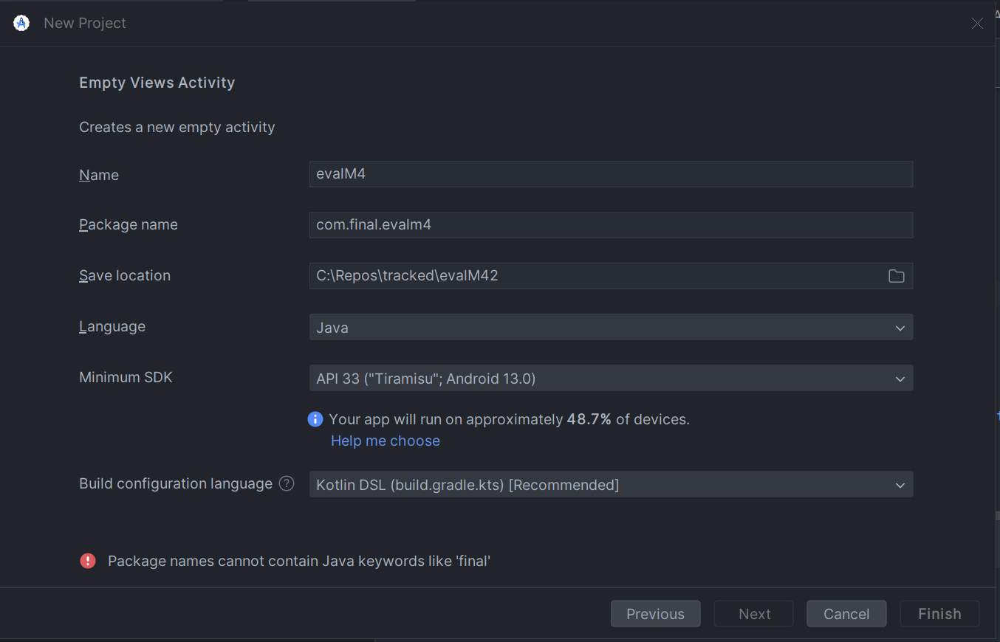 New Project
Empty Views Activity
Creates a new empty activity
Name
evalM4
Package name
com.final.evalm4
Save location
C:\Repos\tracked\evalM42
Language
Java
Minimum SDK
API 33 ("Tiramisu"; Android 13.0)
Your app will run on approximately 48.7% of devices.
Help me choose
Build configuration language ?
Kotlin DSL (build.gradle.kts) [Recommended]
Package names cannot contain Java keywords like 'final'
Previous Next Cancel Finish